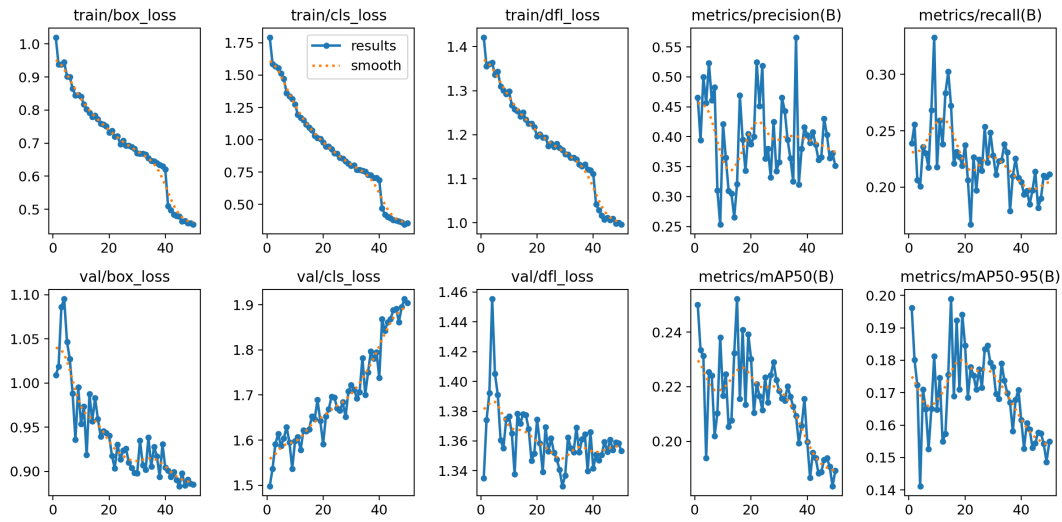 train/box_loss
train/cls_loss
train/dfl_loss
metrics/precision(B)
metrics/recall(B)
1.0
0.9
0.8
0.7
0.6
0.5
0 20 40
1.75
1.50
1.25
1.00
0.75
0.50
0 20 40
results
smooth
1.4
1.3
1.2
1.1
1.0
0 20 40
0.55
0.50
0.45
0.40
0.35
0.30
0.25
0 20 40
0.30
0.25
0.20
0 20 40
val/box_loss
val/cls_loss
val/dfl_loss
metrics/mAP50(B)
metrics/mAP50-95(B)
1.10
1.05
1.00
0.95
0.90
0 20 40
1.9
1.8
1.7
1.6
1.5
0 20 40
1.46
1.44
1.42
1.40
1.38
1.36
1.34
0 20 40
0.24
0.22
0.20
0 20 40
0.20
0.19
0.18
0.17
0.16
0.15
0.14
0 20 40